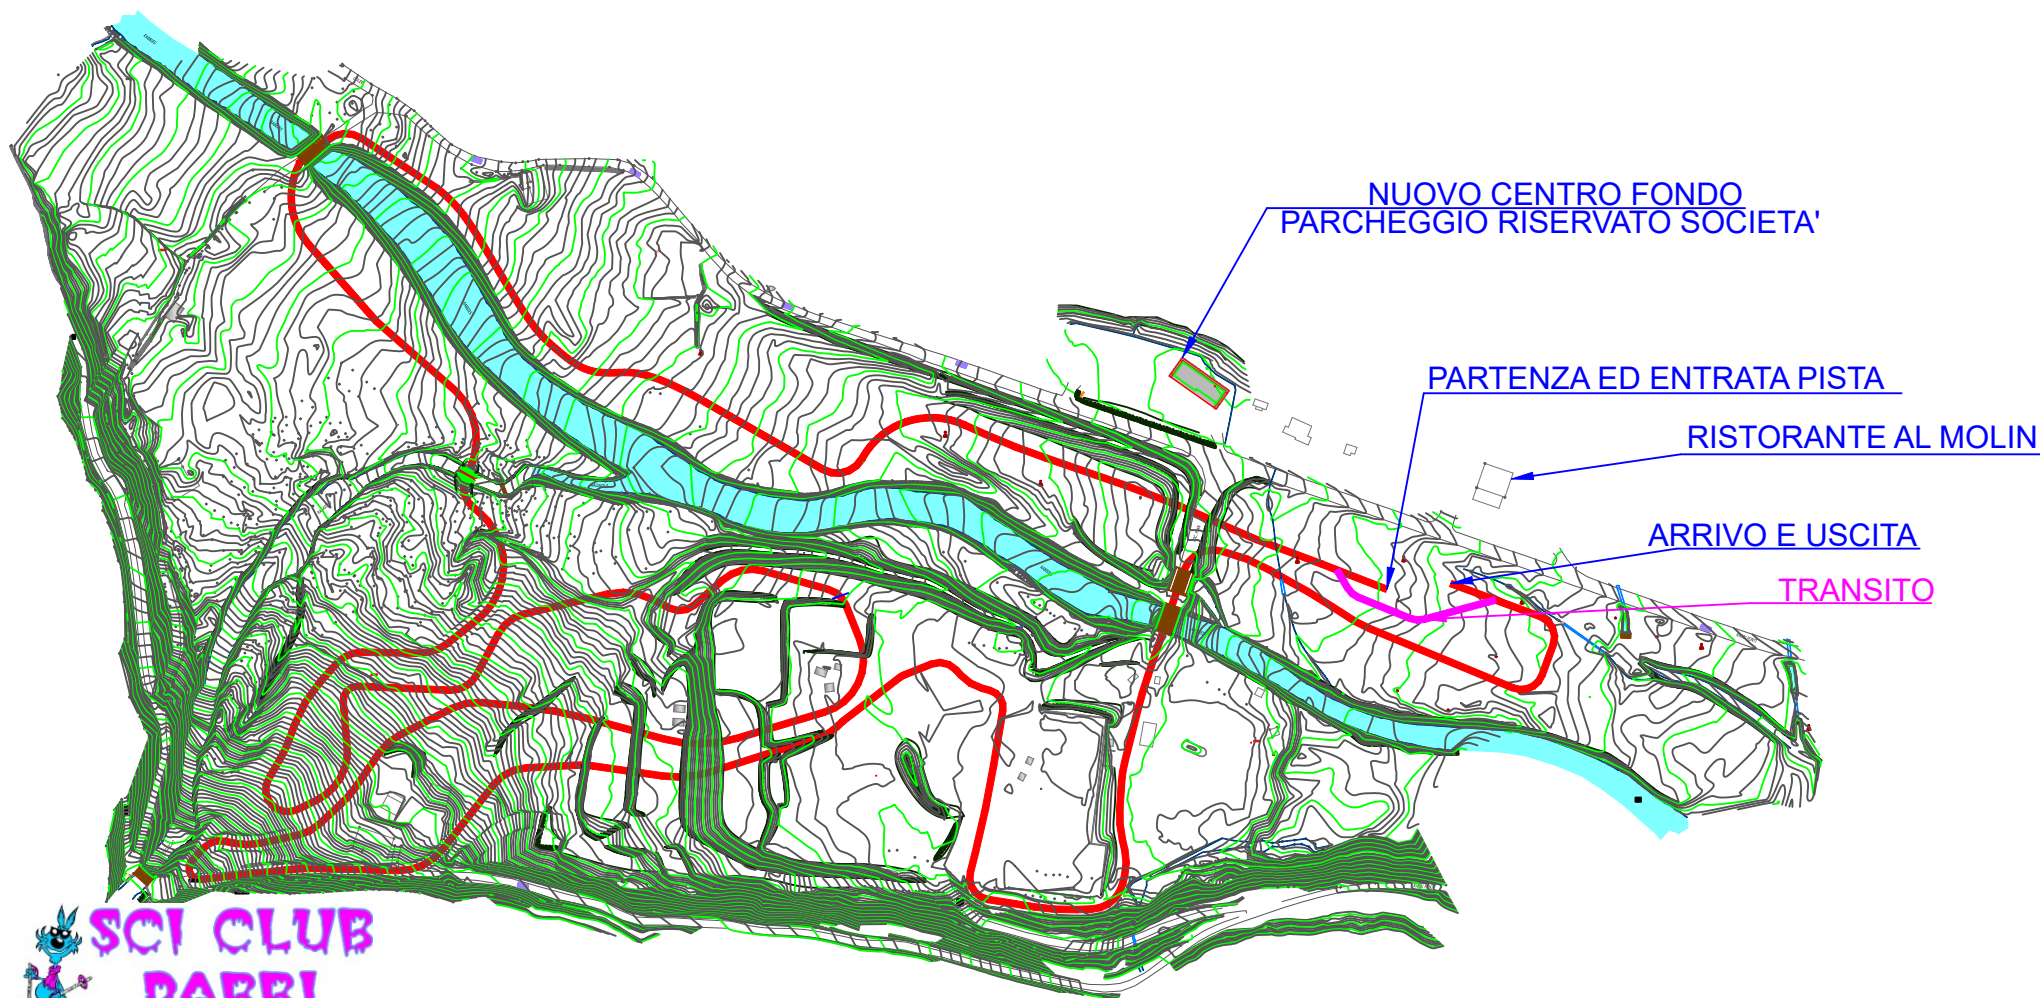 NUOVO CENTRO FONDO
PARCHEGGIO RISERVATO SOCIETA'
PARTENZA ED ENTRATA PISTA
RISTORANTE AL MOLIN
ARRIVO E USCITA
TRANSITO
SCI CLUB